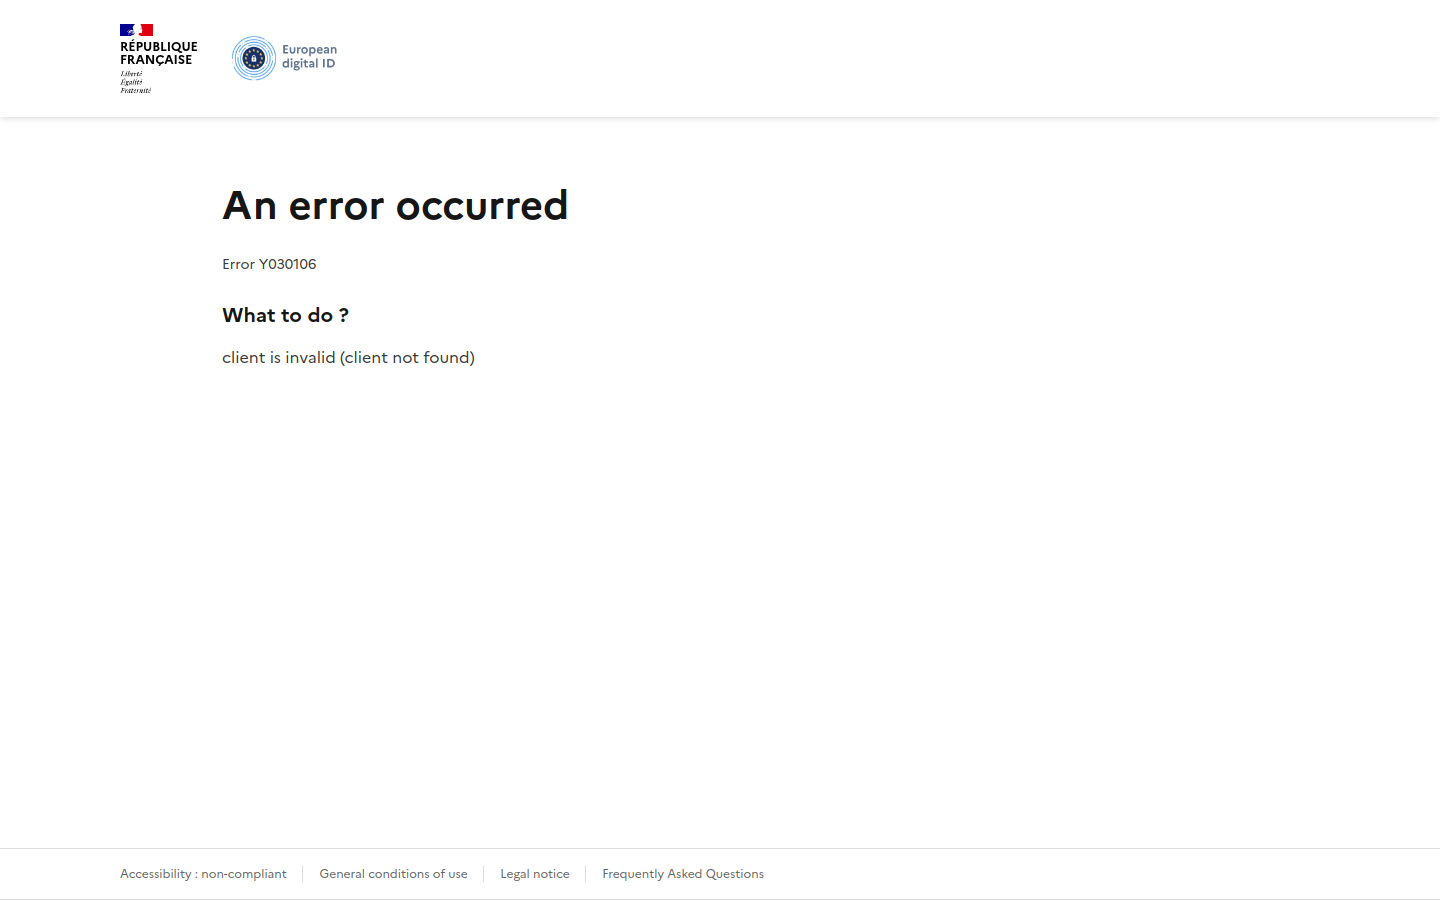 RÉPUBLIQUE
FRANÇAISE
Liberté
Égalité
Fraternité
European
digital ID
An error occurred
Error Y030106
What to do ?
client is invalid (client not found)
Accessibility : non-compliant
General conditions of use
Legal notice
Frequently Asked Questions